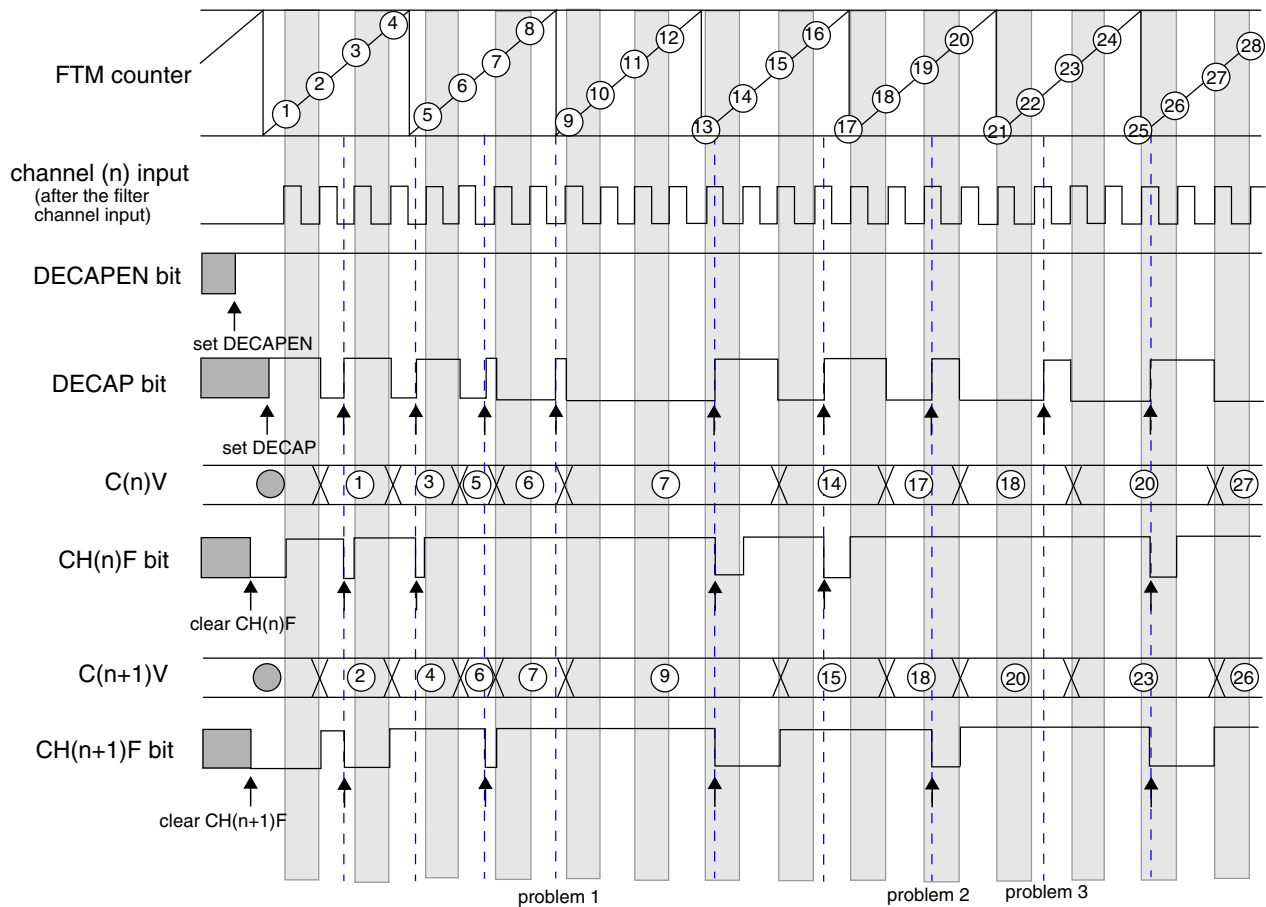 FTM counter
1 2 3 4 5 6 7 8 9 10 11 12 13 14 15 16 17 18 19 20 21 22 23 24 25 26 27 28
channel (n) input
(after the filter
channel input)
DECAPEN bit
set DECAPEN
DECAP bit
set DECAP
C(n)V
1 3 5 6 7 14 17 18 20 27
CH(n)F bit
clear CH(n)F
C(n+1)V
2 4 6 7 9 15 18 20 23 26
CH(n+1)F bit
clear CH(n+1)F
problem 1 problem 2 problem 3